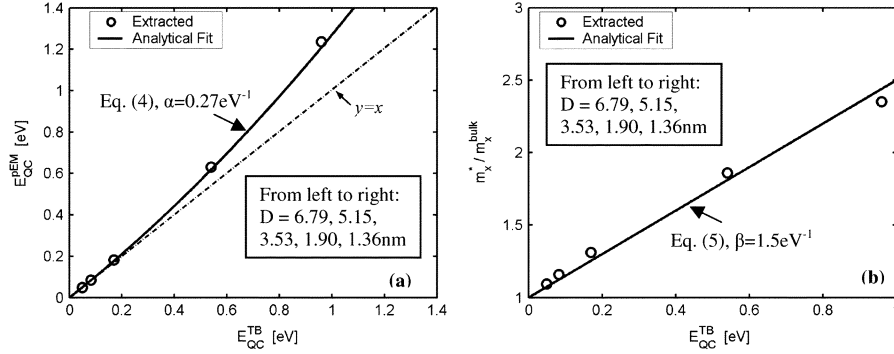 Extracted
Analytical Fit
Eq. (4), α=0.27eV⁻¹
y=x
From left to right:
D = 6.79, 5.15,
3.53, 1.90, 1.36nm
(a)
1.4
1.2
1
0.8
0.6
0.4
0.2
0
0 0.2 0.4 0.6 0.8 1 1.2 1.4
E_QC^pEM [eV]
E_QC^TB [eV]
Extracted
Analytical Fit
From left to right:
D = 6.79, 5.15,
3.53, 1.90, 1.36nm
Eq. (5), β=1.5eV⁻¹
(b)
3
2.5
2
1.5
1
0 0.2 0.4 0.6 0.8
m_x^* / m_x^bulk
E_QC^TB [eV]